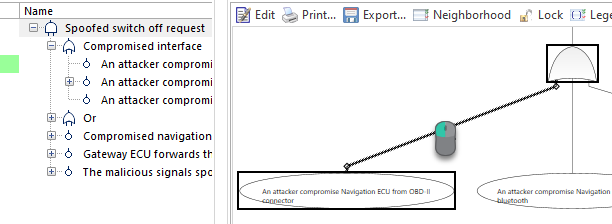 Name
Spoofed switch off request
Compromised interface
An attacker compromi
An attacker compromi
An attacker compromi
Or
Compromised navigation
Gateway ECU forwards th
The malicious signals spo
Edit Print... Export... Neighborhood Lock Lege
An attacker compromise Navigation ECU from OBD-II
connector
An attacker compromise Navigation
bluetooth